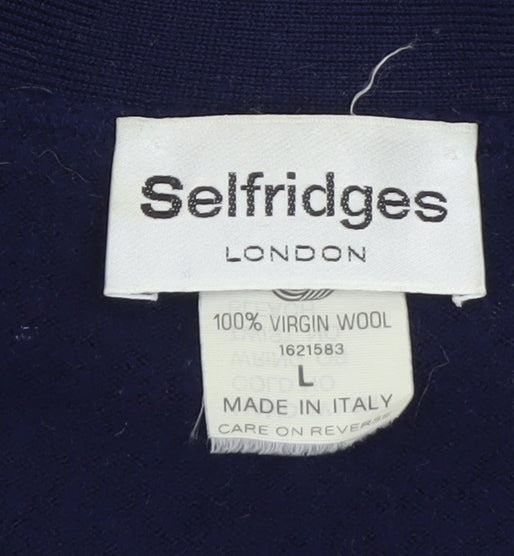 Selfridges
LONDON
100% VIRGIN WOOL
1621583
L
MADE IN ITALY
CARE ON REVERSE